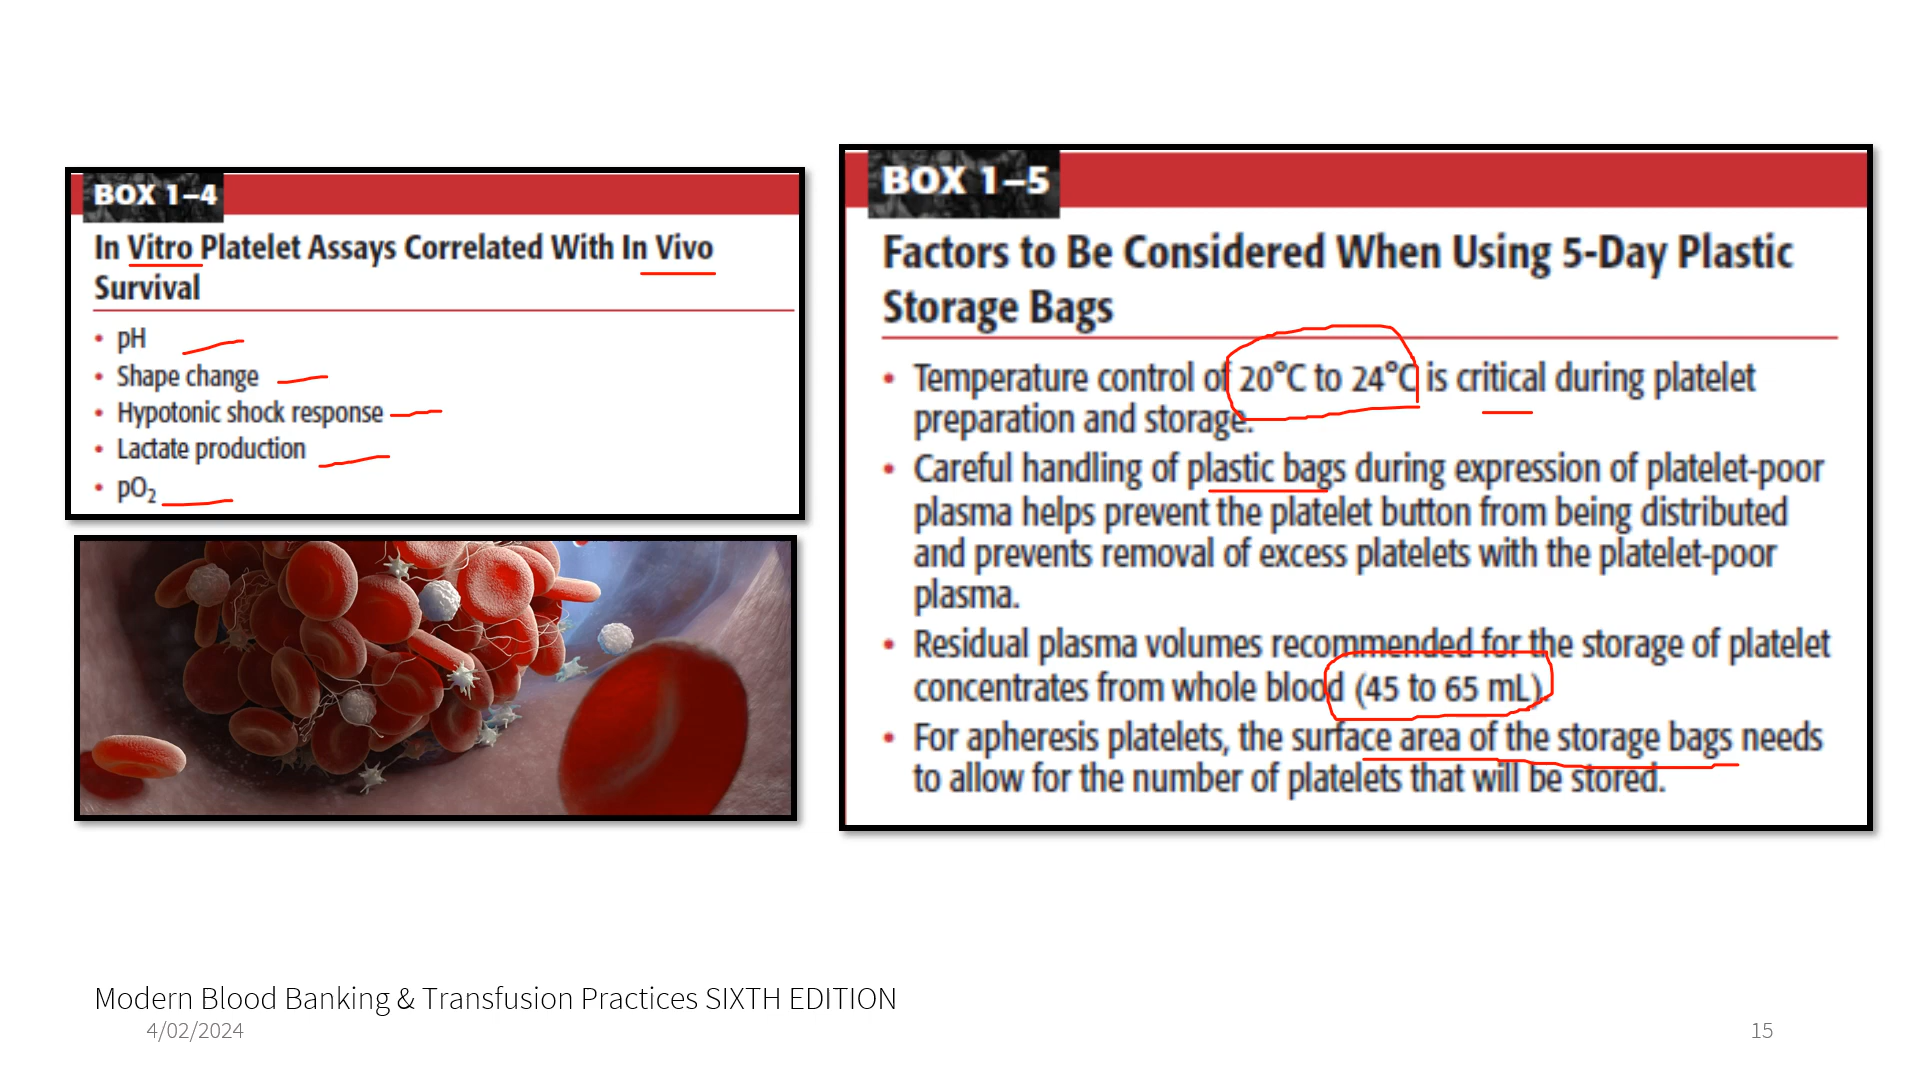 BOX 1–4
In Vitro Platelet Assays Correlated With In Vivo
Survival
• pH
• Shape change
• Hypotonic shock response
• Lactate production
• pO₂
BOX 1–5
Factors to Be Considered When Using 5-Day Plastic
Storage Bags
• Temperature control of 20°C to 24°C is critical during platelet
preparation and storage.
• Careful handling of plastic bags during expression of platelet-poor
plasma helps prevent the platelet button from being distributed
and prevents removal of excess platelets with the platelet-poor
plasma.
• Residual plasma volumes recommended for the storage of platelet
concentrates from whole blood (45 to 65 mL).
• For apheresis platelets, the surface area of the storage bags needs
to allow for the number of platelets that will be stored.
Modern Blood Banking & Transfusion Practices SIXTH EDITION
4/02/2024
15